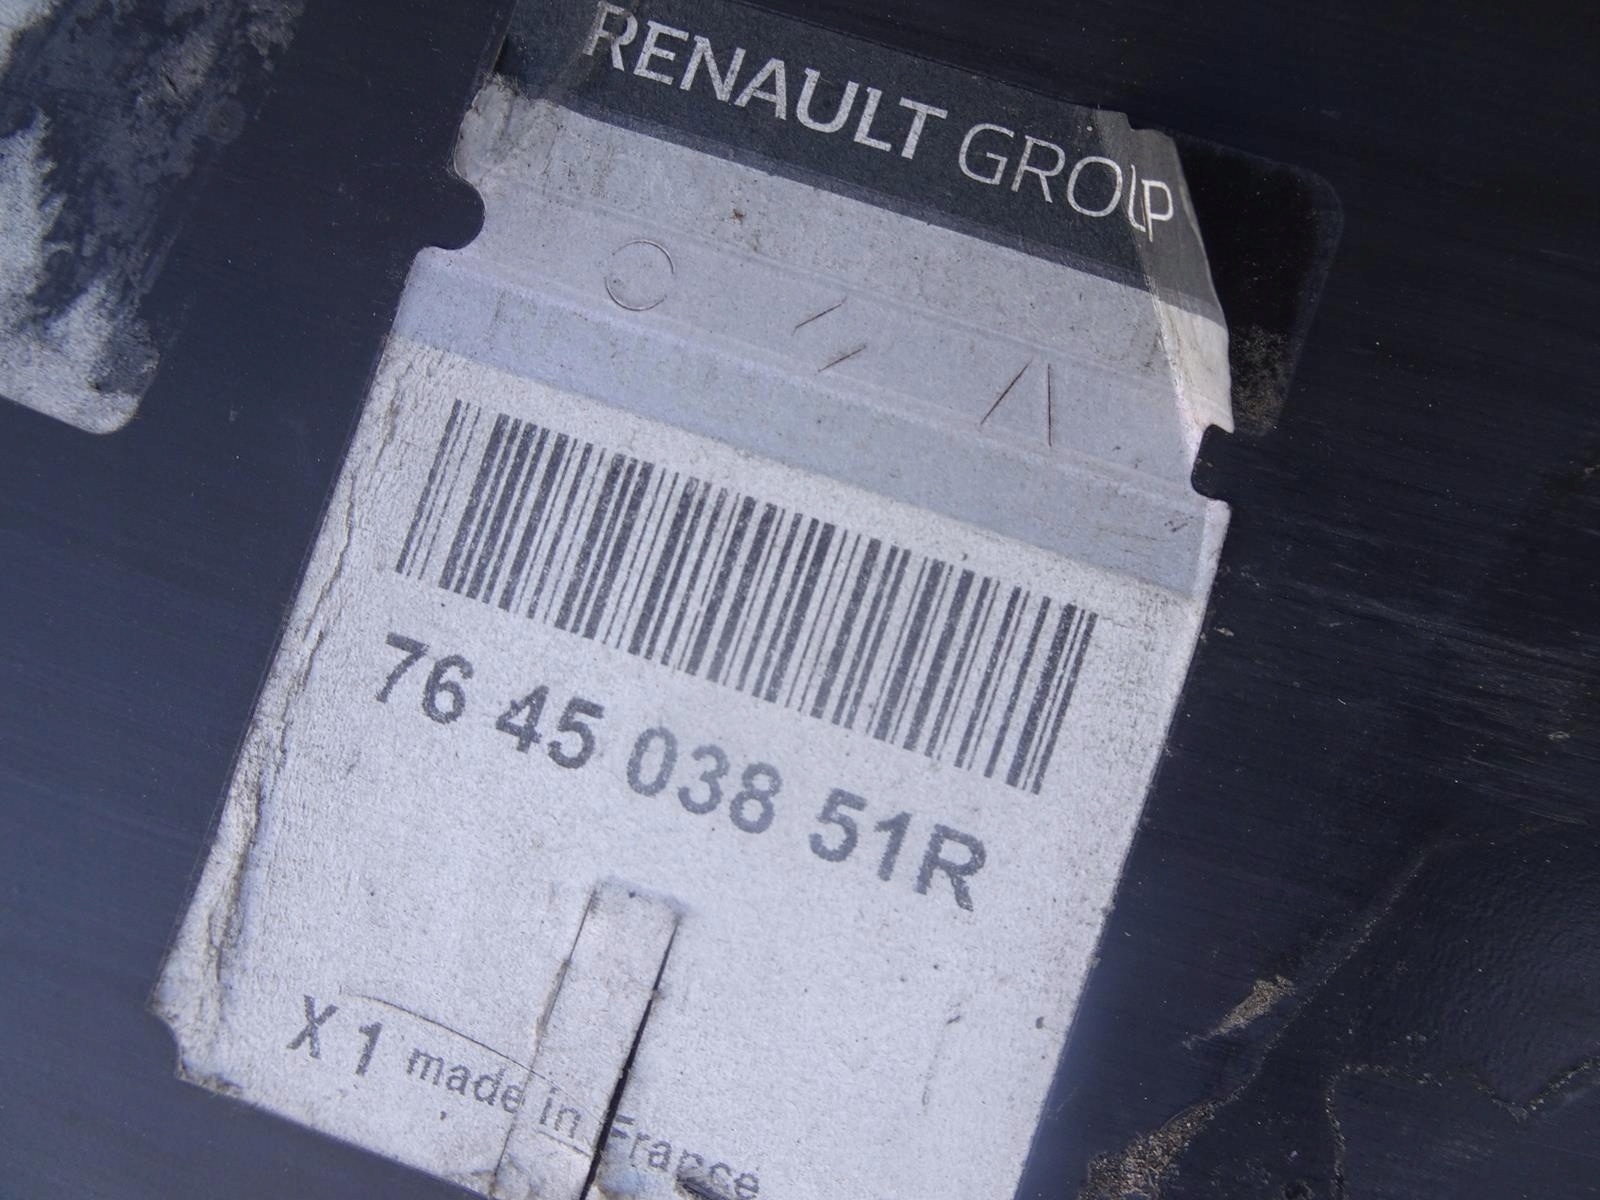 RENAULT GROUP
76 45 038 51R
X 1 made in France